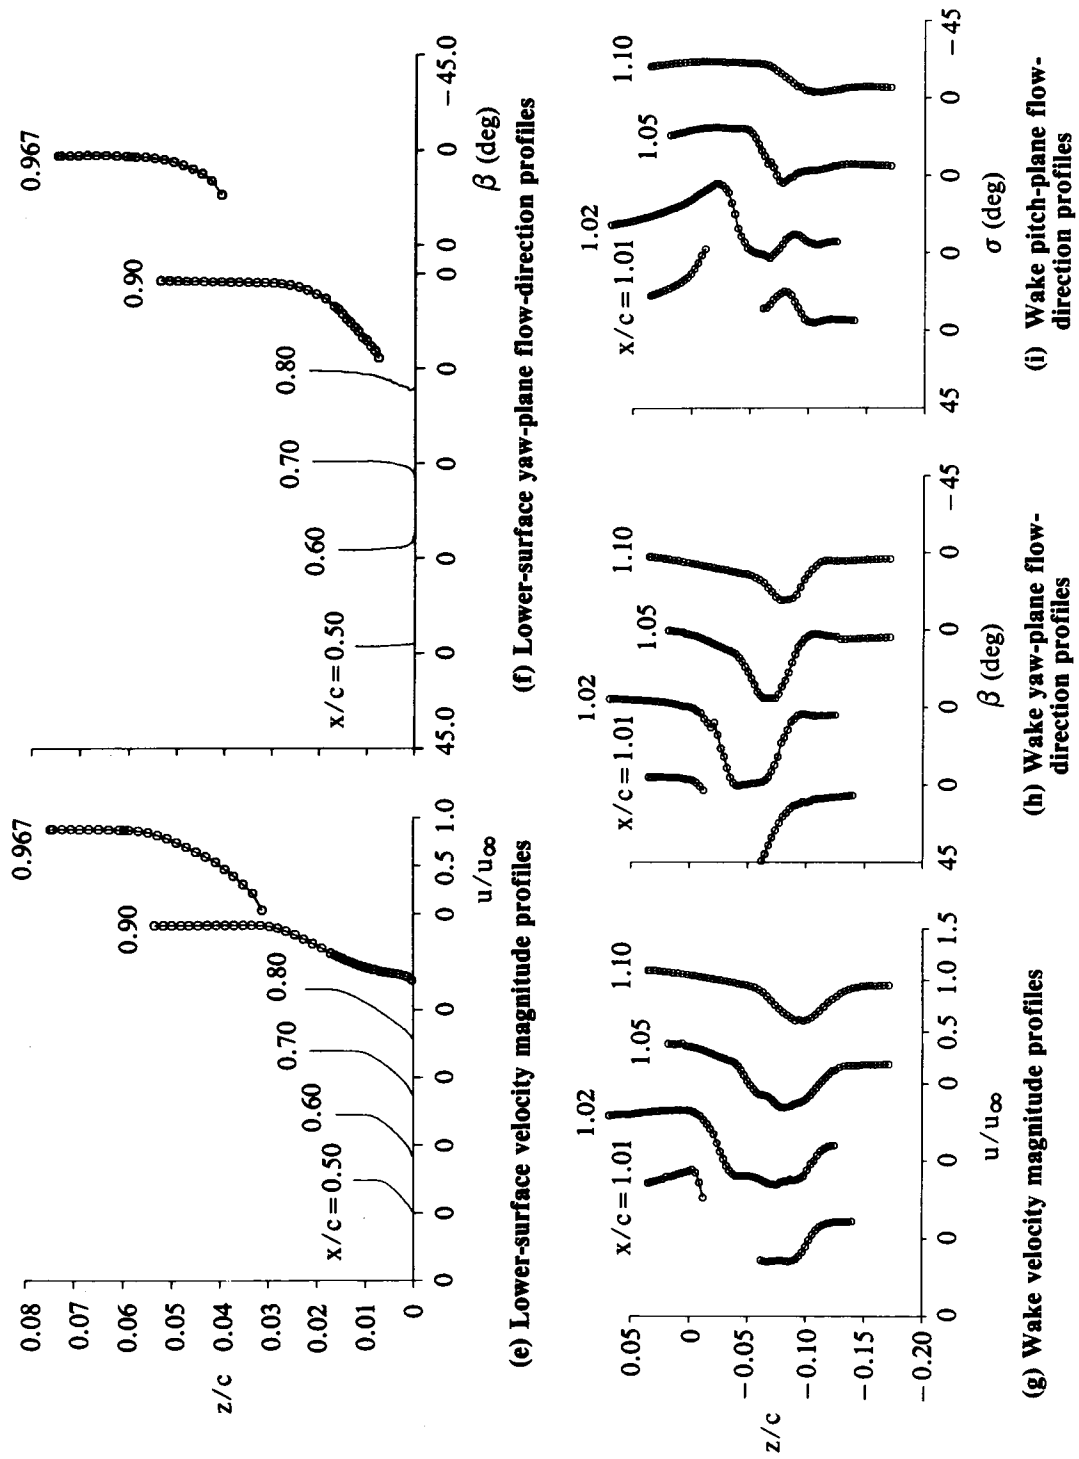 0.08
0.07
0.06
0.05
0.04
0.03
0.02
0.01
0
z/c
x/c = 0.50
0.60
0.70
0.80
0.90
0.967
0 0 0 0 0 0 0.5 1.0
u/u∞
(e) Lower-surface velocity magnitude profiles
x/c = 0.50
0.60
0.70
0.80
0.90
0.967
45.0 0 0 0 0 0 0 0 −45.0
β (deg)
(f) Lower-surface yaw-plane flow-direction profiles
0.05
0
−0.05
−0.10
−0.15
−0.20
z/c
x/c = 1.01
1.02
1.05
1.10
0 0 0 0 0.5 1.0 1.5
u/u∞
(g) Wake velocity magnitude profiles
x/c = 1.01
1.02
1.05
1.10
45 0 0 0 0 −45
β (deg)
(h) Wake yaw-plane flow-
direction profiles
x/c = 1.01
1.02
1.05
1.10
45 0 0 0 0 −45
σ (deg)
(i) Wake pitch-plane flow-
direction profiles